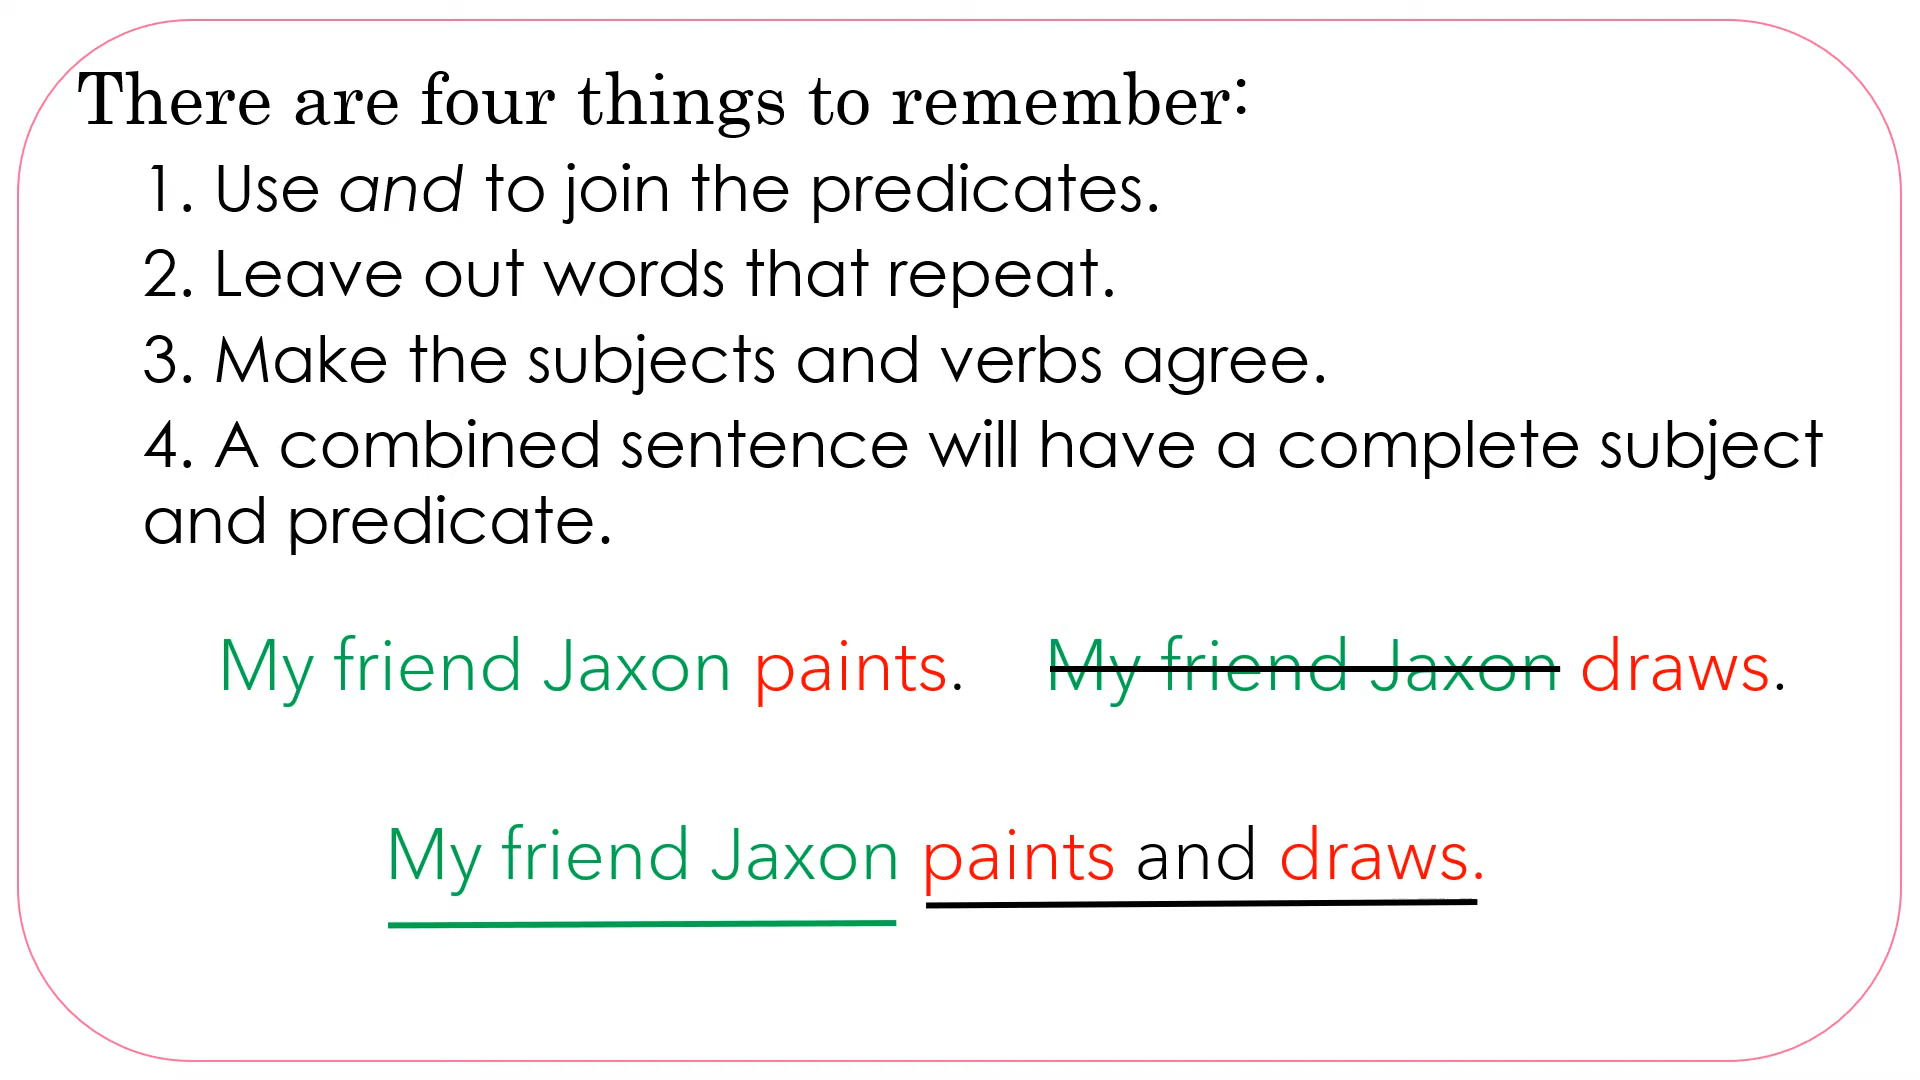 There are four things to remember:
1. Use and to join the predicates.
2. Leave out words that repeat.
3. Make the subjects and verbs agree.
4. A combined sentence will have a complete subject
and predicate.
My friend Jaxon paints. My friend Jaxon draws.
My friend Jaxon paints and draws.